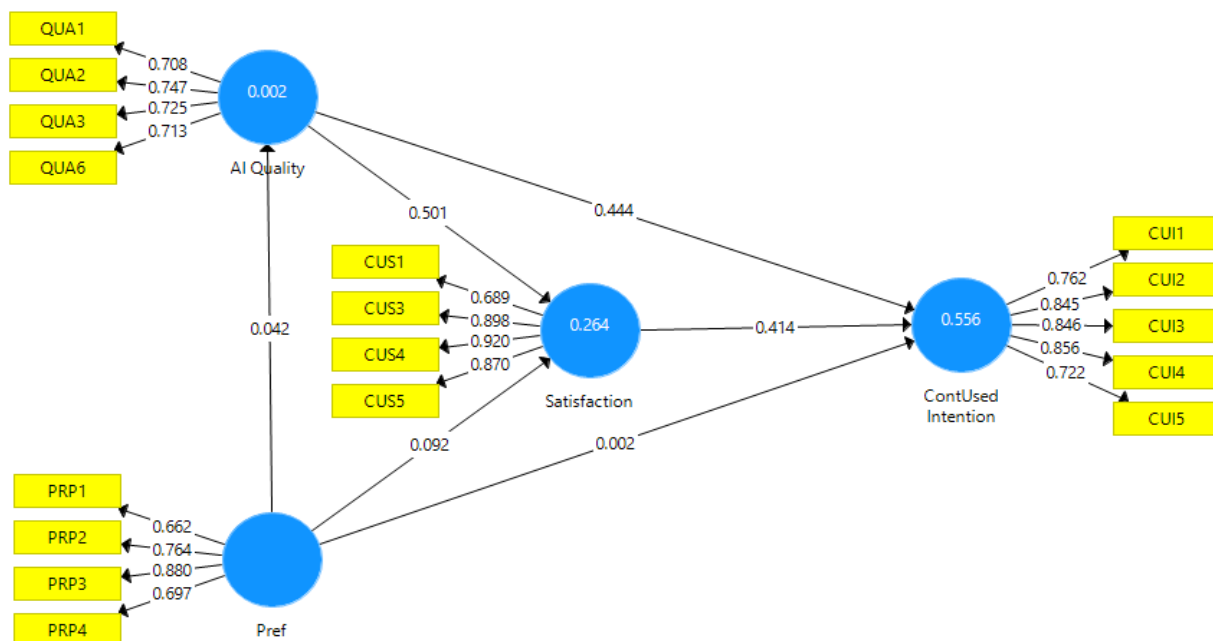 QUA1
QUA2
QUA3
QUA6
0.708
0.747
0.725
0.713
0.002
AI Quality
0.501
0.444
0.042
CUS1
CUS3
CUS4
CUS5
0.689
0.898
0.920
0.870
0.264
Satisfaction
0.414
0.092
0.002
0.556
ContUsed
Intention
0.762
0.845
0.846
0.856
0.722
CUI1
CUI2
CUI3
CUI4
CUI5
PRP1
PRP2
PRP3
PRP4
0.662
0.764
0.880
0.697
Pref